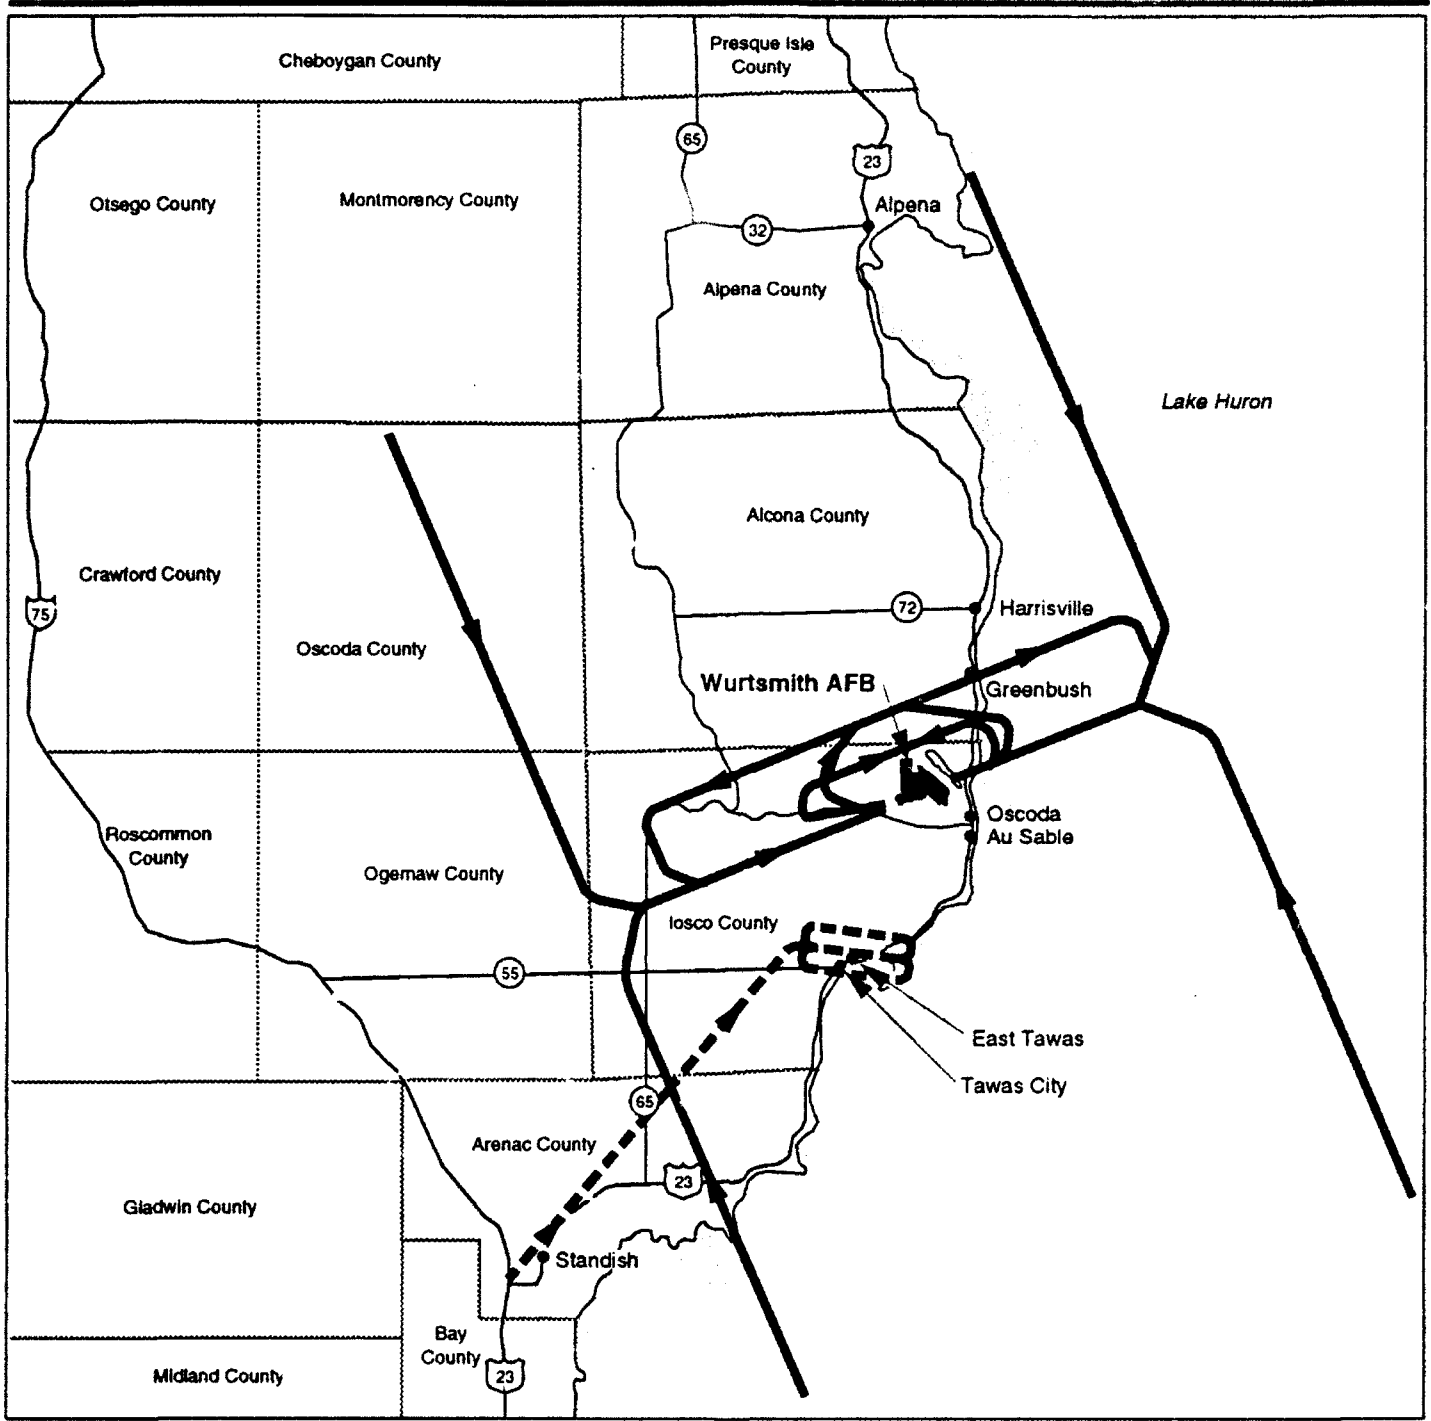 Cheboygan County
Presque Isle
County
65
23
Otsego County
Montmorency County
Alpena
32
Alpena County
Lake Huron
Alcona County
Crawford County
75
72
Harrisville
Oscoda County
Wurtsmith AFB
Greenbush
Oscoda
Au Sable
Roscommon
County
Ogemaw County
Iosco County
55
East Tawas
Tawas City
65
Arenac County
23
Gladwin County
Standish
Bay
County
Midland County
23